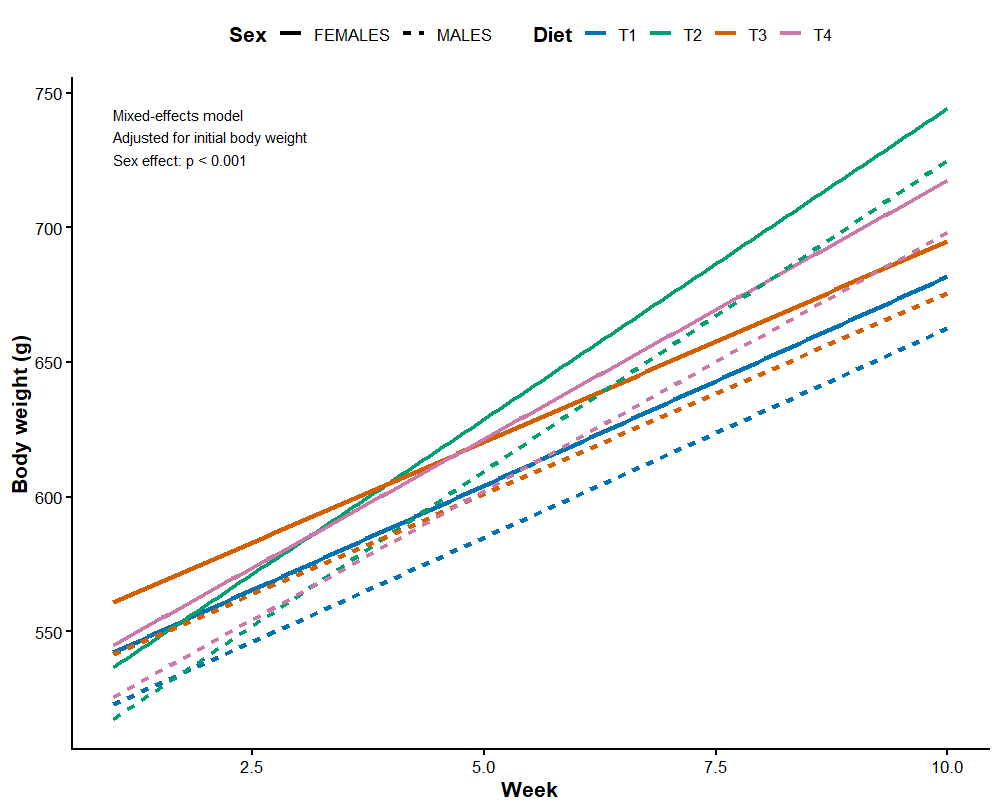 Sex FEMALES MALES Diet T1 T2 T3 T4
750
Mixed-effects model
Adjusted for initial body weight
Sex effect: p < 0.001
700
650
600
550
Body weight (g)
2.5 5.0 7.5 10.0
Week